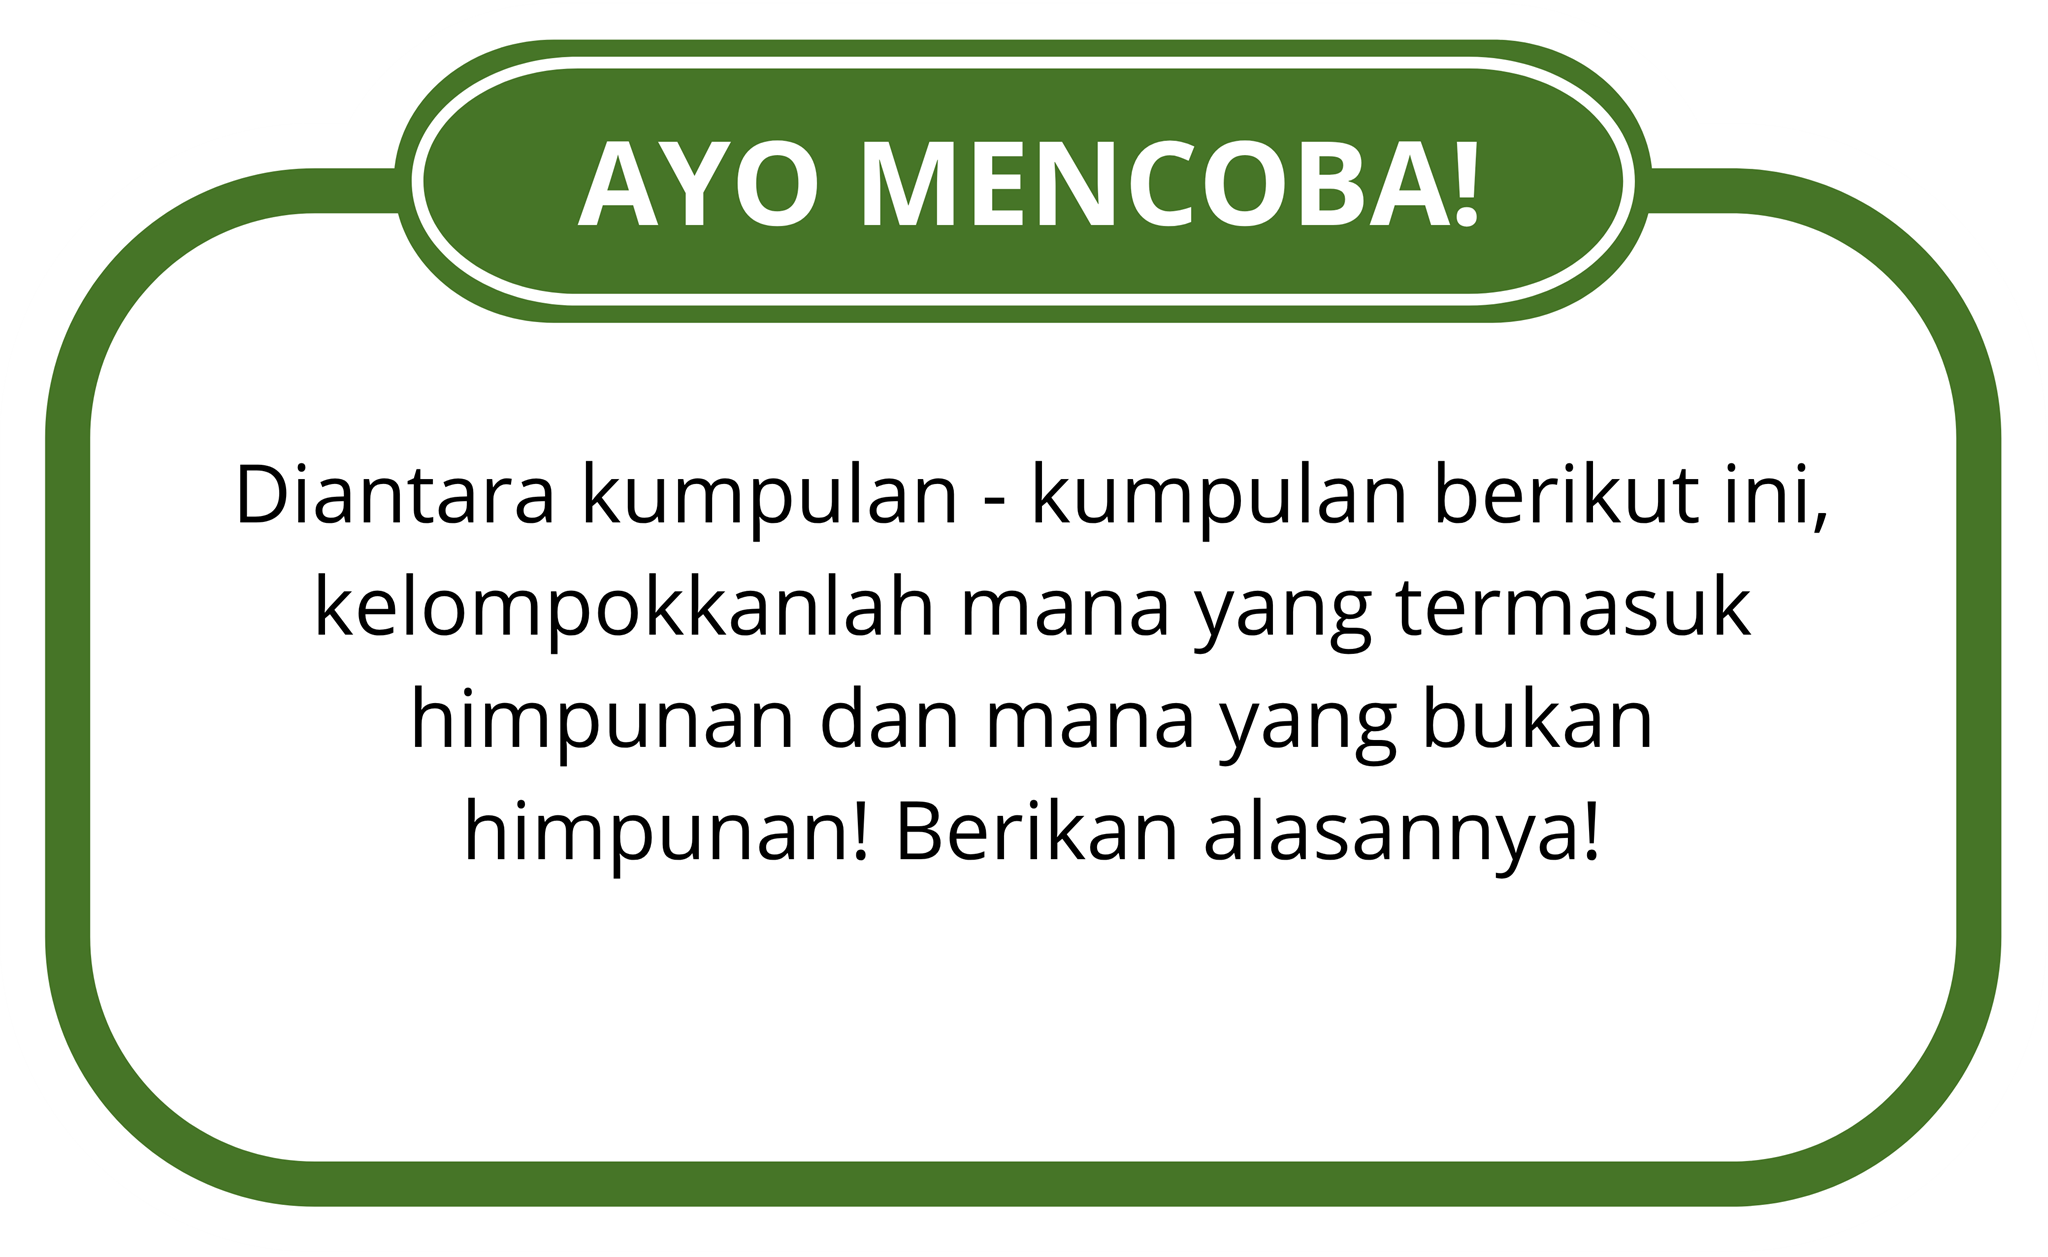 AYO MENCOBA!
Diantara kumpulan - kumpulan berikut ini,
kelompokkanlah mana yang termasuk
himpunan dan mana yang bukan
himpunan! Berikan alasannya!